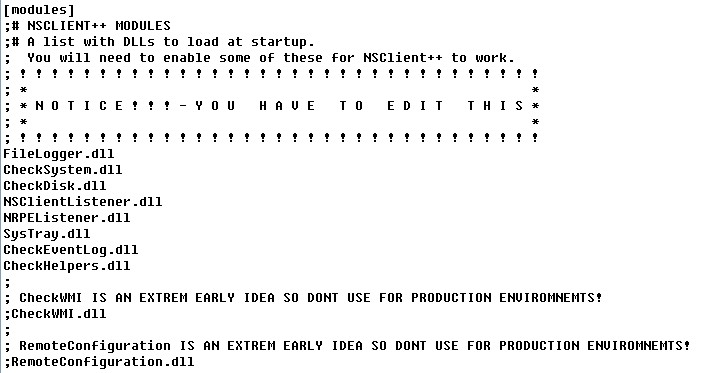 [modules]
;# NSCLIENT++ MODULES
;# A list with DLLs to load at startup.
;  You will need to enable some of these for NSClient++ to work.
; ! ! ! ! ! ! ! ! ! ! ! ! ! ! ! ! ! ! ! ! ! ! ! ! ! ! ! ! ! ! !
; *                                                           *
; * N O T I C E ! ! ! - Y O U   H A V E   T O   E D I T   T H I S *
; *                                                           *
; ! ! ! ! ! ! ! ! ! ! ! ! ! ! ! ! ! ! ! ! ! ! ! ! ! ! ! ! ! ! !
FileLogger.dll
CheckSystem.dll
CheckDisk.dll
NSClientListener.dll
NRPEListener.dll
SysTray.dll
CheckEventLog.dll
CheckHelpers.dll
;
; CheckWMI IS AN EXTREM EARLY IDEA SO DONT USE FOR PRODUCTION ENVIROMNEMTS!
;CheckWMI.dll
;
; RemoteConfiguration IS AN EXTREM EARLY IDEA SO DONT USE FOR PRODUCTION ENVIROMNEMTS!
;RemoteConfiguration.dll